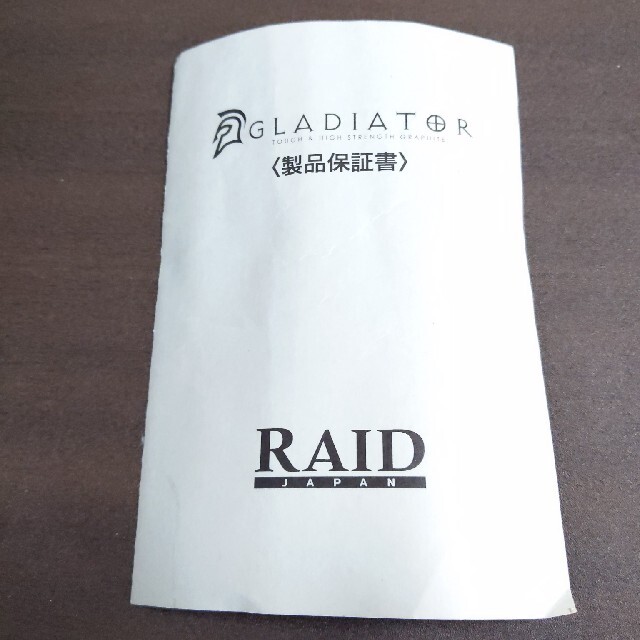 GLADIATOR
TOUGH & HIGH STRENGTH GRAPHITE
〈製品保証書〉
RAID
JAPAN